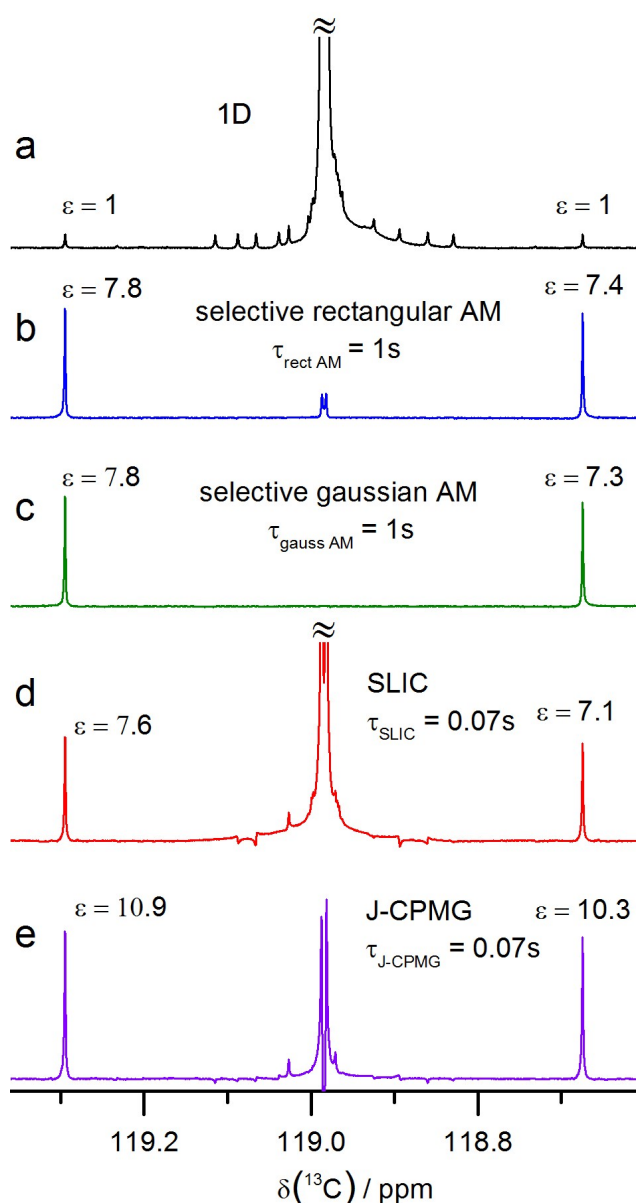 ≈
1D
a
ε = 1
ε = 1
b
ε = 7.8
selective rectangular AM
ε = 7.4
τrect AM = 1s
c
ε = 7.8
selective gaussian AM
ε = 7.3
τgauss AM = 1s
≈
d
ε = 7.6
SLIC
τSLIC = 0.07s
ε = 7.1
e
ε = 10.9
J-CPMG
ε = 10.3
τJ-CPMG = 0.07s
119.2 119.0 118.8
δ(¹³C) / ppm